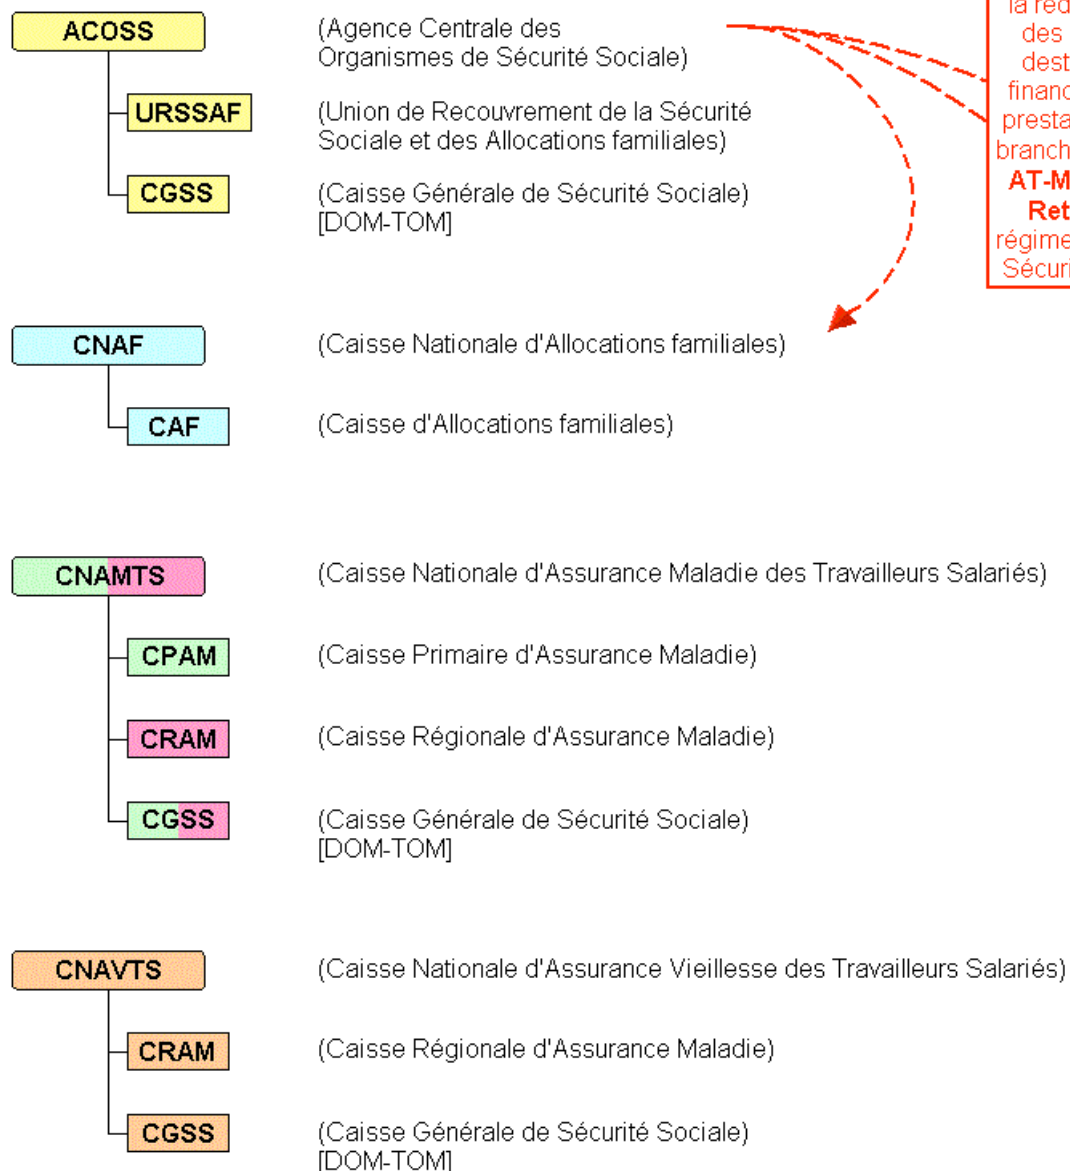 ACOSS
(Agence Centrale des
Organismes de Sécurité Sociale)
URSSAF
(Union de Recouvrement de la Sécurité
Sociale et des Allocations familiales)
CGSS
(Caisse Générale de Sécurité Sociale)
[DOM-TOM]
des
AT-M
Ret
régime
Sécuri
CNAF
(Caisse Nationale d'Allocations familiales)
CAF
(Caisse d'Allocations familiales)
CNAMTS
(Caisse Nationale d'Assurance Maladie des Travailleurs Salariés)
CPAM
(Caisse Primaire d'Assurance Maladie)
CRAM
(Caisse Régionale d'Assurance Maladie)
CGSS
(Caisse Générale de Sécurité Sociale)
[DOM-TOM]
CNAVTS
(Caisse Nationale d'Assurance Vieillesse des Travailleurs Salariés)
CRAM
(Caisse Régionale d'Assurance Maladie)
CGSS
(Caisse Générale de Sécurité Sociale)
[DOM-TOM]